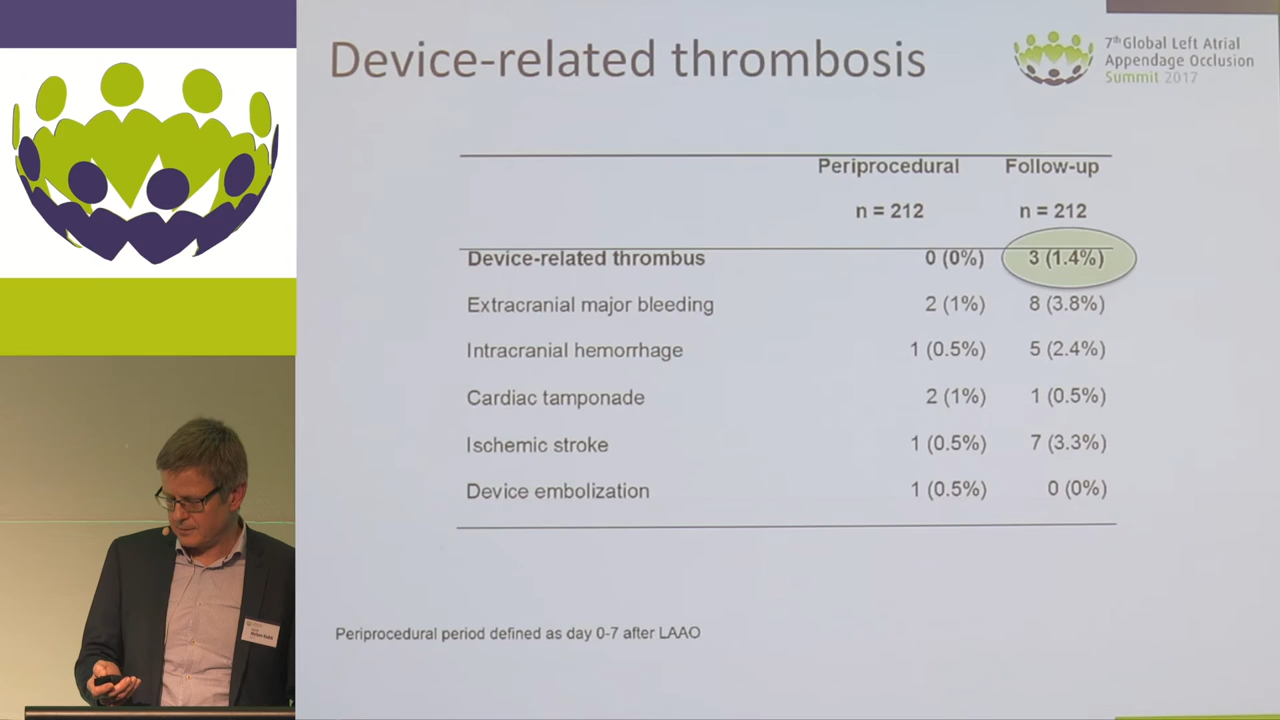 Device-related thrombosis
7th Global Left Atrial
Appendage Occlusion
Summit 2017
Periprocedural Follow-up
n = 212 n = 212
Device-related thrombus 0 (0%) 3 (1.4%)
Extracranial major bleeding 2 (1%) 8 (3.8%)
Intracranial hemorrhage 1 (0.5%) 5 (2.4%)
Cardiac tamponade 2 (1%) 1 (0.5%)
Ischemic stroke 1 (0.5%) 7 (3.3%)
Device embolization 1 (0.5%) 0 (0%)
Periprocedural period defined as day 0-7 after LAAO